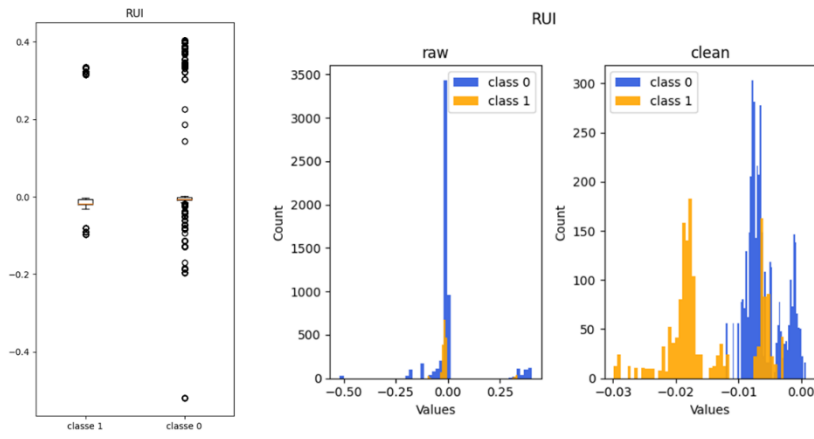 RUI
0.4
0.2
0.0
−0.2
−0.4
classe 1
classe 0
RUI
raw
class 0
class 1
3500
3000
2500
2000
1500
1000
500
0
Count
−0.50
−0.25
0.00
0.25
Values
clean
class 0
class 1
300
250
200
150
100
50
0
Count
−0.03
−0.02
−0.01
0.00
Values